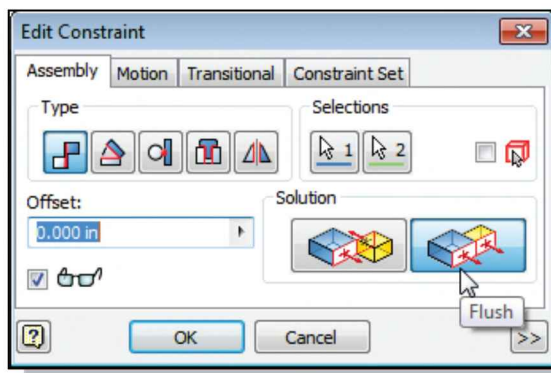 Edit Constraint
Assembly Motion Transitional Constraint Set
Type Selections
1 2
Offset: Solution
0.000 in
Flush
? OK Cancel >>